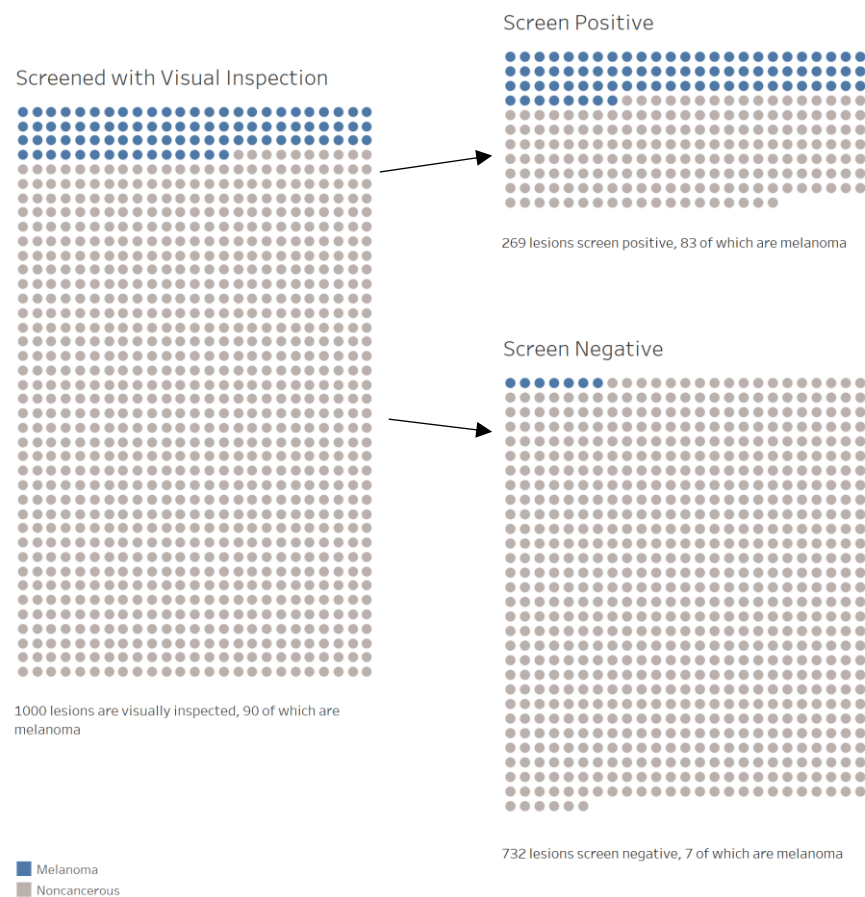 Screen Positive
Screened with Visual Inspection
269 lesions screen positive, 83 of which are melanoma
Screen Negative
1000 lesions are visually inspected, 90 of which are
melanoma
732 lesions screen negative, 7 of which are melanoma
Melanoma
Noncancerous